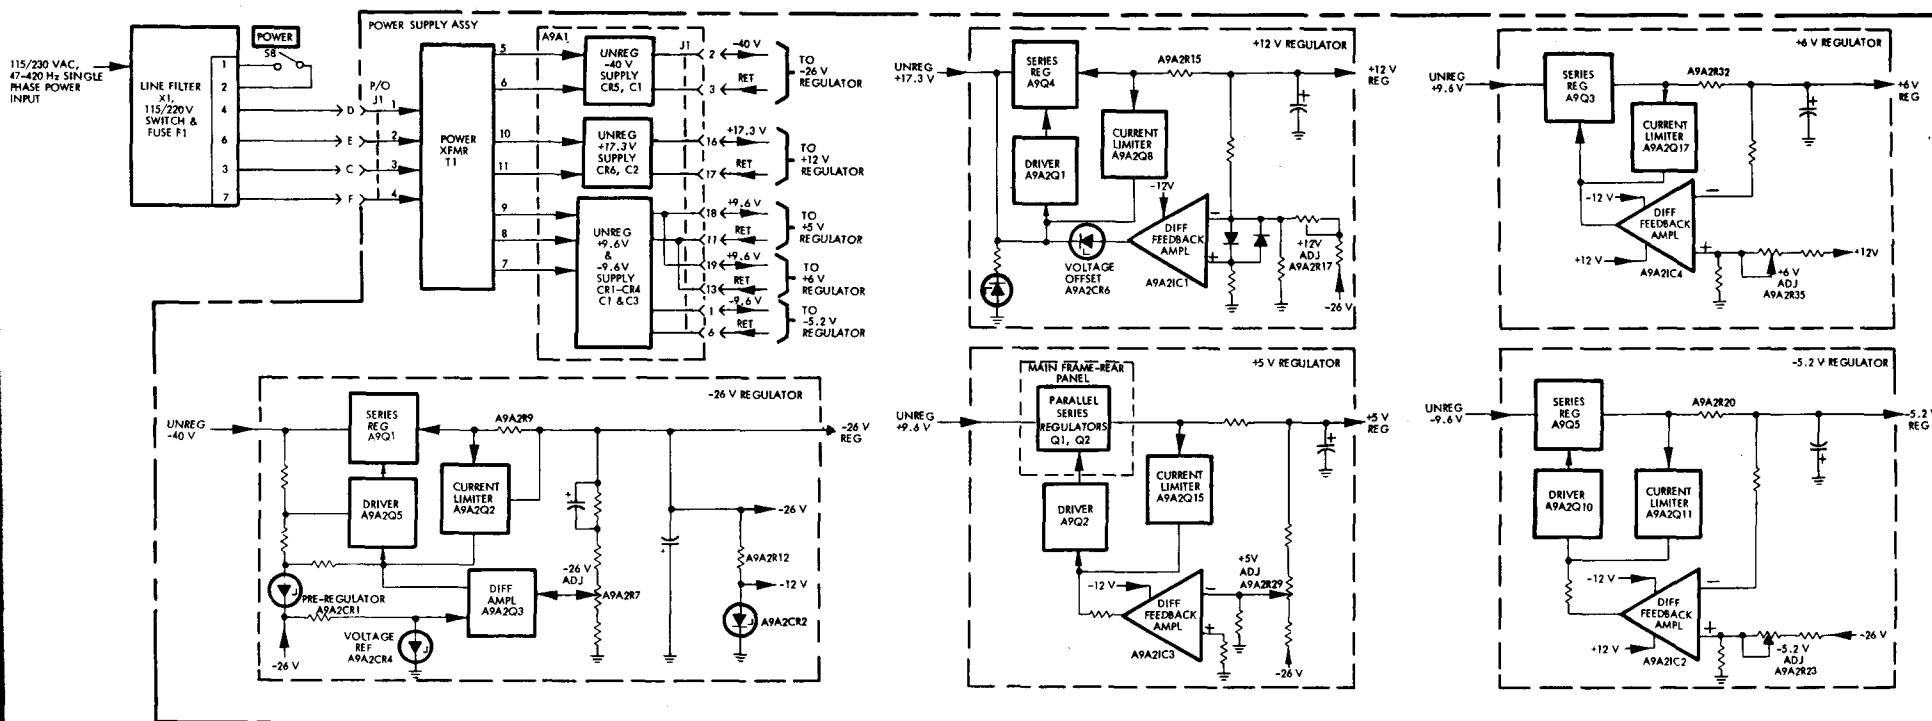 115/230 VAC,
47-420 Hz SINGLE
PHASE POWER
INPUT
LINE FILTER
X1,
115/220V
SWITCH &
FUSE F1
1
2
4
6
3
7
POWER
S8
POWER SUPPLY ASSY
P/O
J1
D
E
C
F
1
2
3
4
POWER
XFMR
T1
5
6
10
11
9
8
7
A9A1
J1
UNREG
-40 V
SUPPLY
CR5, C1
2
-40 V
3
RET
TO
-26 V
REGULATOR
UNREG
+17.3 V
SUPPLY
CR6, C2
16
+17.3 V
17
RET
TO
+12 V
REGULATOR
UNREG
+9.6V
&
-9.6V
SUPPLY
CR1-CR4
C1 & C3
18
+9.6 V
11
RET
TO
+5 V
REGULATOR
19
+9.6 V
13
RET
TO
+6 V
REGULATOR
1
-9.6 V
6
RET
TO
-5.2 V
REGULATOR
+12 V REGULATOR
UNREG
+17.3 V
SERIES
REG
A9Q4
A9A2R15
+12 V
REG
DRIVER
A9A2Q1
CURRENT
LIMITER
A9A2Q8
-12V
DIFF
FEEDBACK
AMPL
-
+
A9A2IC1
VOLTAGE
OFFSET
A9A2CR6
+12V
ADJ
A9A2R17
-26 V
+6 V REGULATOR
UNREG
+9.6 V
SERIES
REG
A9Q3
A9A2R32
+
+6V
REG
CURRENT
LIMITER
A9A2Q17
-12 V
DIFF
FEEDBACK
AMPL
-
+
+12 V
A9A2IC4
+6 V
ADJ
A9A2R35
+12V
-26 V REGULATOR
UNREG
-40 V
SERIES
REG
A9Q1
A9A2R9
-26 V
REG
DRIVER
A9A2Q5
CURRENT
LIMITER
A9A2Q2
+
-26 V
A9A2R12
-12 V
A9A2CR2
+
-26 V
ADJ
A9A2R7
DIFF
AMPL
A9A2Q3
PRE-REGULATOR
A9A2CR1
VOLTAGE
REF
A9A2CR4
-26 V
+5 V REGULATOR
MAIN FRAME-REAR
PANEL
UNREG
+9.6 V
PARALLEL
SERIES
REGULATORS
Q1, Q2
+5 V
REG
+
DRIVER
A9Q2
CURRENT
LIMITER
A9A2Q15
-12 V
DIFF
FEEDBACK
AMPL
-
+
A9A2IC3
+5V
ADJ
A9A2R29
-26 V
-5.2 V REGULATOR
UNREG
-9.6 V
SERIES
REG
A9Q5
A9A2R20
-5.2 V
REG
+
DRIVER
A9A2Q10
CURRENT
LIMITER
A9A2Q11
-12 V
DIFF
FEEDBACK
AMPL
-
+
+12 V
A9A2IC2
-5.2 V
ADJ
A9A2R23
-26 V